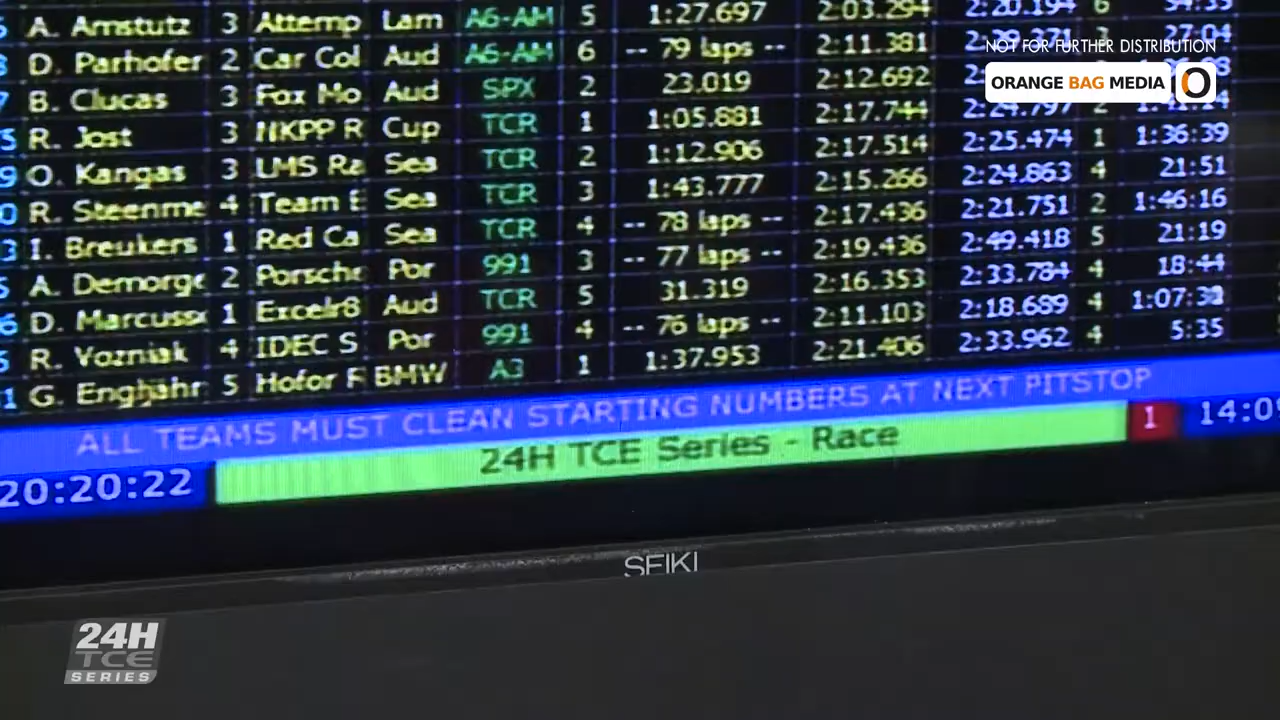 A. Amstutz 3 Attemp Lam A6-AM 5 1:27.697 2:03.294 2:20.194 6 54:35
D. Parhofer 2 Car Col Aud A6-AM 6 -- 79 laps -- 2:11.381 27:04
B. Clucas 3 Fox Mo Aud SPX 2 23.019 2:12.692
R. Jost 3 NKPP R Cup TCR 1 1:05.881 2:17.744 2:24.797 2
O. Kangas 3 LMS Ra Sea TCR 2 1:12.906 2:17.514 2:25.474 1 1:36:39
R. Steenme 4 Team E Sea TCR 3 1:43.777 2:15.266 2:24.863 4 21:51
I. Breukers 1 Red Ca Sea TCR 4 -- 78 laps -- 2:17.436 2:21.751 2 1:46:16
A. Demorge 2 Porsche Por 991 3 -- 77 laps -- 2:19.436 2:49.418 5 21:19
D. Marcusso 1 Excelr8 Aud TCR 5 31.319 2:16.353 2:33.784 4 18:44
R. Vozniak 4 IDEC S Por 991 4 -- 76 laps -- 2:11.103 2:18.689 4
G. Engljahr 5 Hofor R BMW A3 1 1:37.953 2:21.406 2:33.962 4 5:35
ALL TEAMS MUST CLEAN STARTING NUMBERS AT NEXT PITSTOP
20:20:22 24H TCE Series - Race 1 14:09
NOT FOR FURTHER DISTRIBUTION
ORANGE BAG MEDIA
SEIKI
24H
TCE
SERIES